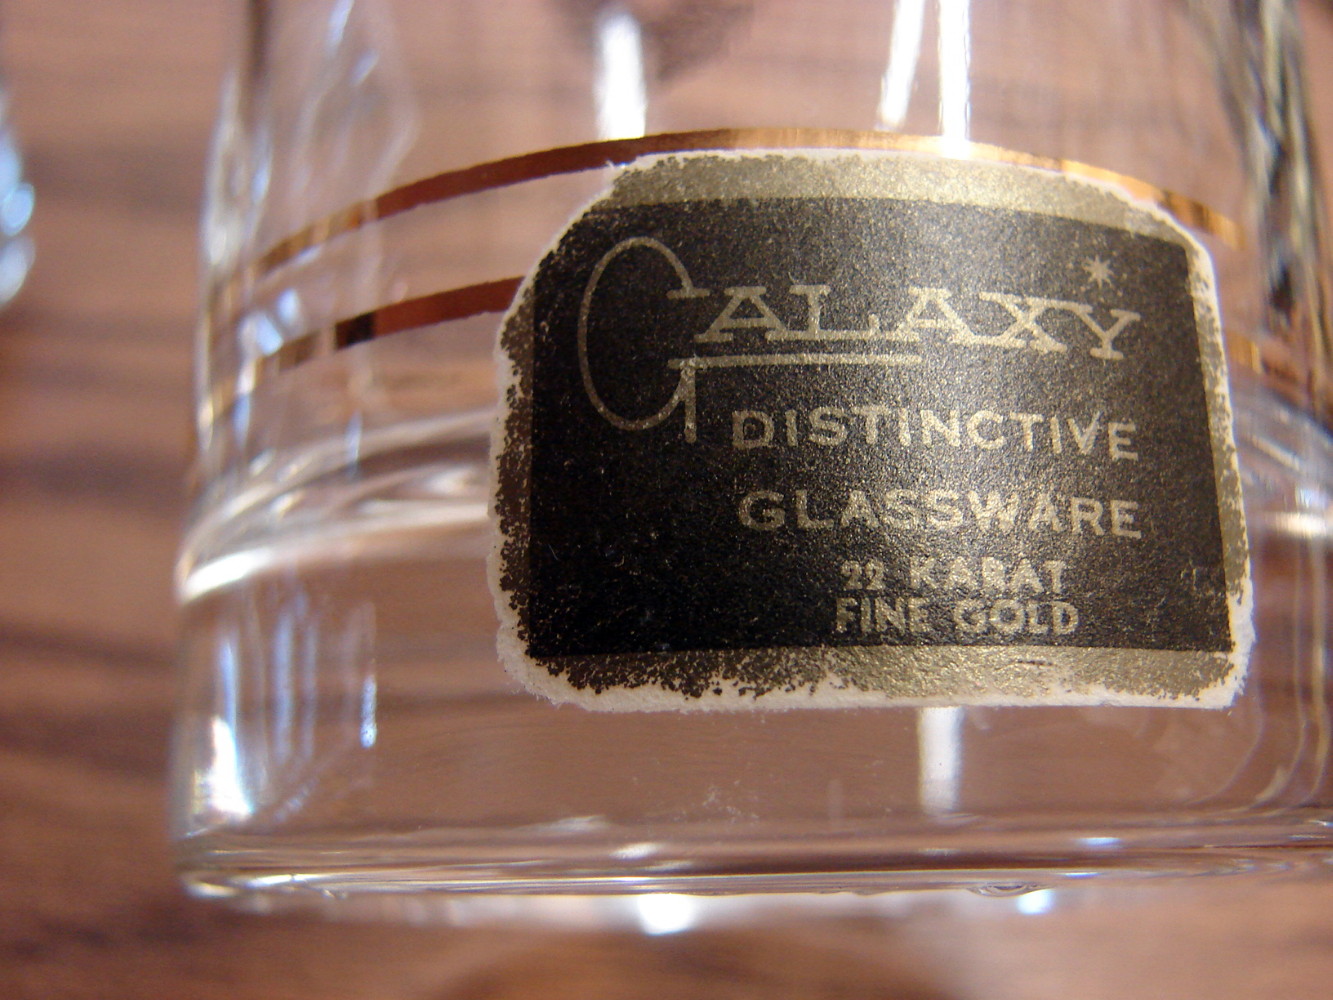 GALAXY
DISTINCTIVE
GLASSWARE
22 KARAT
FINE GOLD